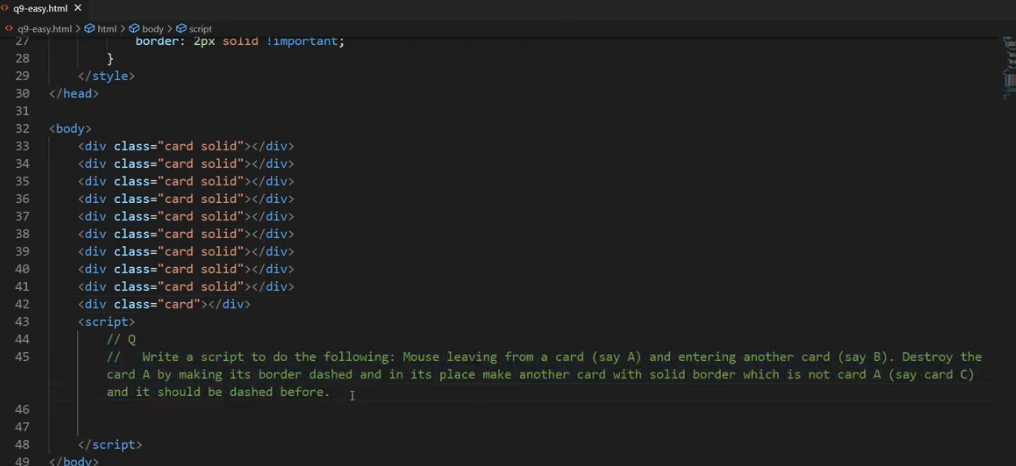 q9-easy.html
q9-easy.html > html > body > script
27 border: 2px solid !important;
28 }
29 </style>
30 </head>
31
32 <body>
33 <div class="card solid"></div>
34 <div class="card solid"></div>
35 <div class="card solid"></div>
36 <div class="card solid"></div>
37 <div class="card solid"></div>
38 <div class="card solid"></div>
39 <div class="card solid"></div>
40 <div class="card solid"></div>
41 <div class="card solid"></div>
42 <div class="card"></div>
43 <script>
44 // Q
45 // Write a script to do the following: Mouse leaving from a card (say A) and entering another card (say B). Destroy the
card A by making its border dashed and in its place make another card with solid border which is not card A (say card C)
and it should be dashed before.
46
47
48 </script>
49 </body>